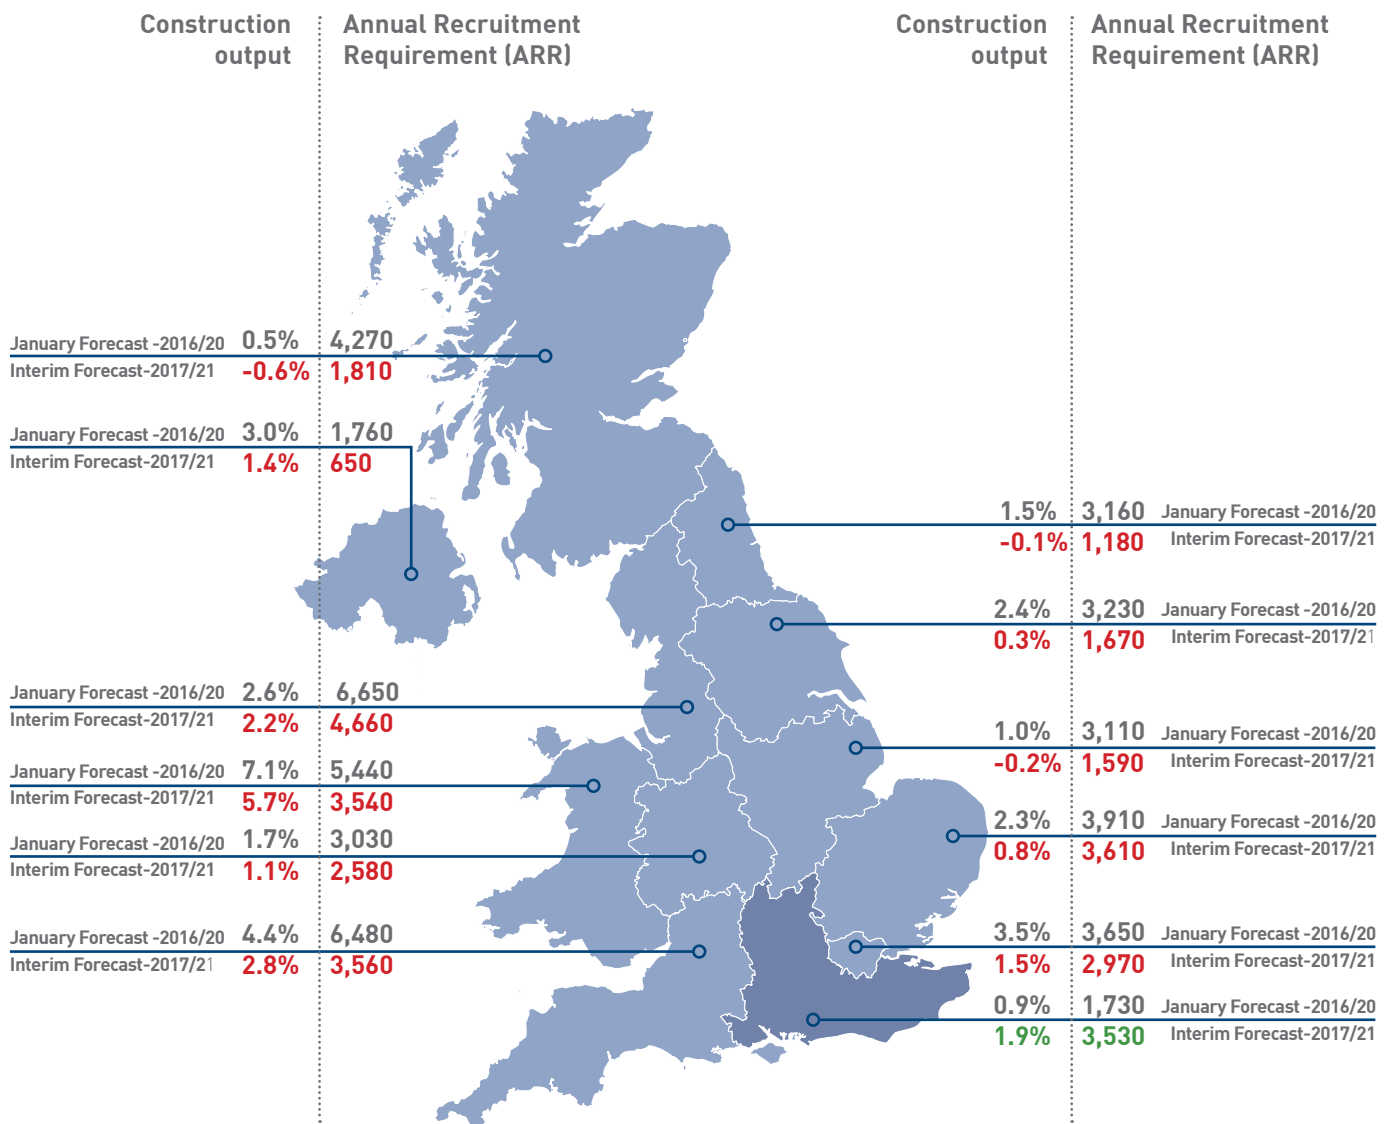 Construction
output
Annual Recruitment
Requirement (ARR)
January Forecast -2016/20 0.5% 4,270
Interim Forecast-2017/21 -0.6% 1,810
January Forecast -2016/20 3.0% 1,760
Interim Forecast-2017/21 1.4% 650
January Forecast -2016/20 2.6% 6,650
Interim Forecast-2017/21 2.2% 4,660
January Forecast -2016/20 7.1% 5,440
Interim Forecast-2017/21 5.7% 3,540
January Forecast -2016/20 1.7% 3,030
Interim Forecast-2017/21 1.1% 2,580
January Forecast -2016/20 4.4% 6,480
Interim Forecast-2017/21 2.8% 3,560
Construction
output
Annual Recruitment
Requirement (ARR)
1.5% 3,160 January Forecast -2016/20
-0.1% 1,180 Interim Forecast-2017/21
2.4% 3,230 January Forecast -2016/20
0.3% 1,670 Interim Forecast-2017/21
1.0% 3,110 January Forecast -2016/20
-0.2% 1,590 Interim Forecast-2017/21
2.3% 3,910 January Forecast -2016/20
0.8% 3,610 Interim Forecast-2017/21
3.5% 3,650 January Forecast -2016/20
1.5% 2,970 Interim Forecast-2017/21
0.9% 1,730 January Forecast -2016/20
1.9% 3,530 Interim Forecast-2017/21